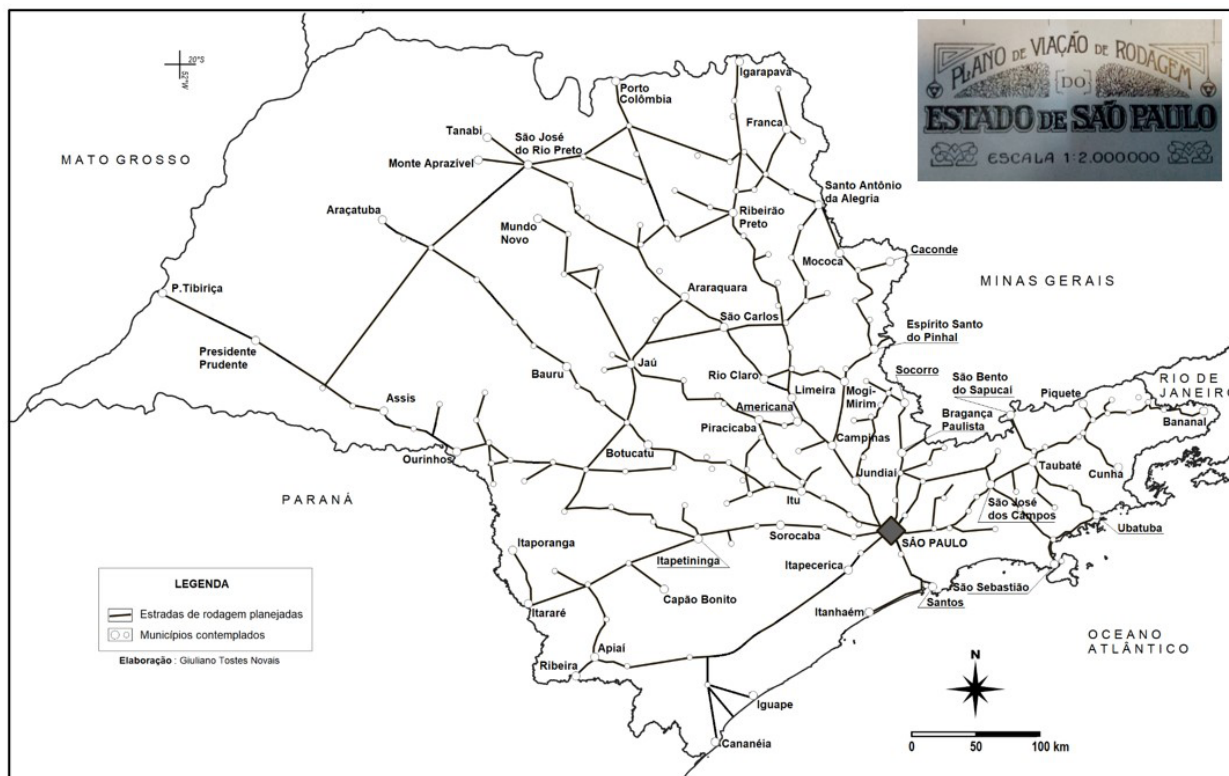 PLANO DE VIAÇÃO DE RODAGEM
DO
ESTADO DE SÃO PAULO
ESCALA 1:2.000.000
20°S
52°W
Igarapava
Porto
Colômbia
Franca
Tanabi
São José
do Rio Preto
MATO GROSSO
Monte Aprazível
Santo Antônio
da Alegria
Araçatuba
Mundo
Novo
Ribeirão
Preto
Mococa
Caconde
MINAS GERAIS
P.Tibiriça
Araraquara
São Carlos
Espírito Santo
do Pinhal
Presidente
Prudente
Jaú
Bauru
Rio Claro
Limeira
Mogi-
Mirim
Socorro
São Bento
do Sapucaí
Piquete
RIO DE
JANEIRO
Assis
Americana
Piracicaba
Bragança
Paulista
Bananal
Campinas
Ourinhos
Botucatu
Jundiaí
Taubaté
Cunha
PARANÁ
Itu
São José
dos Campos
Ubatuba
Sorocaba
SÃO PAULO
Itaporanga
Itapetininga
Itapecerica
São Sebastião
Capão Bonito
Santos
Itararé
Itanhaém
LEGENDA
Estradas de rodagem planejadas
Municípios contemplados
Elaboração : Giuliano Tostes Novais
OCEANO
ATLÂNTICO
Apiaí
Ribeira
N
Iguape
Cananéia
0 50 100 km